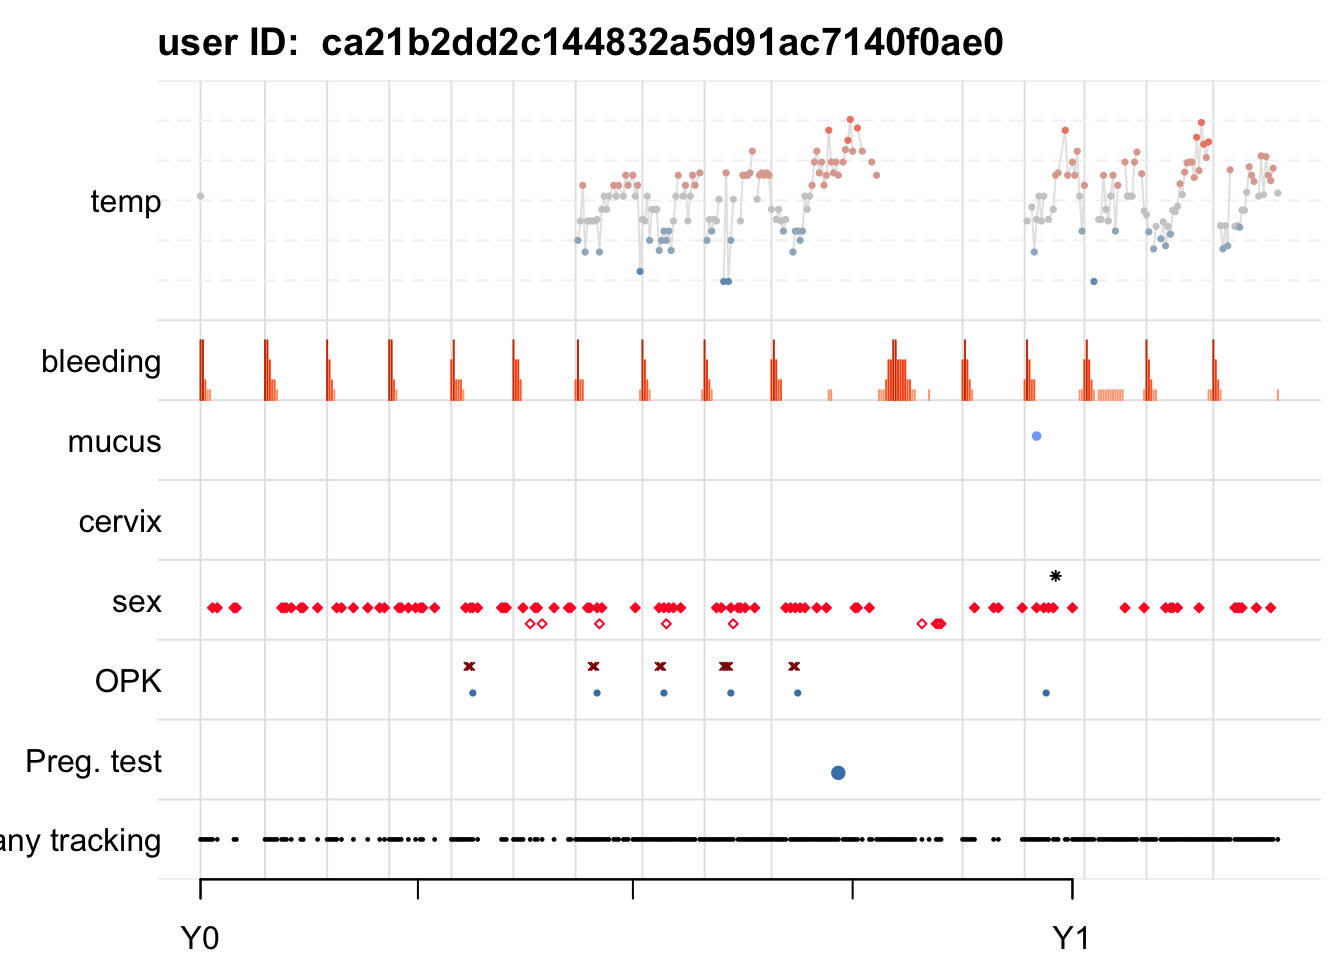 user ID:  ca21b2dd2c144832a5d91ac7140f0ae0
temp
bleeding
mucus
cervix
sex
OPK
Preg. test
any tracking
Y0
Y1